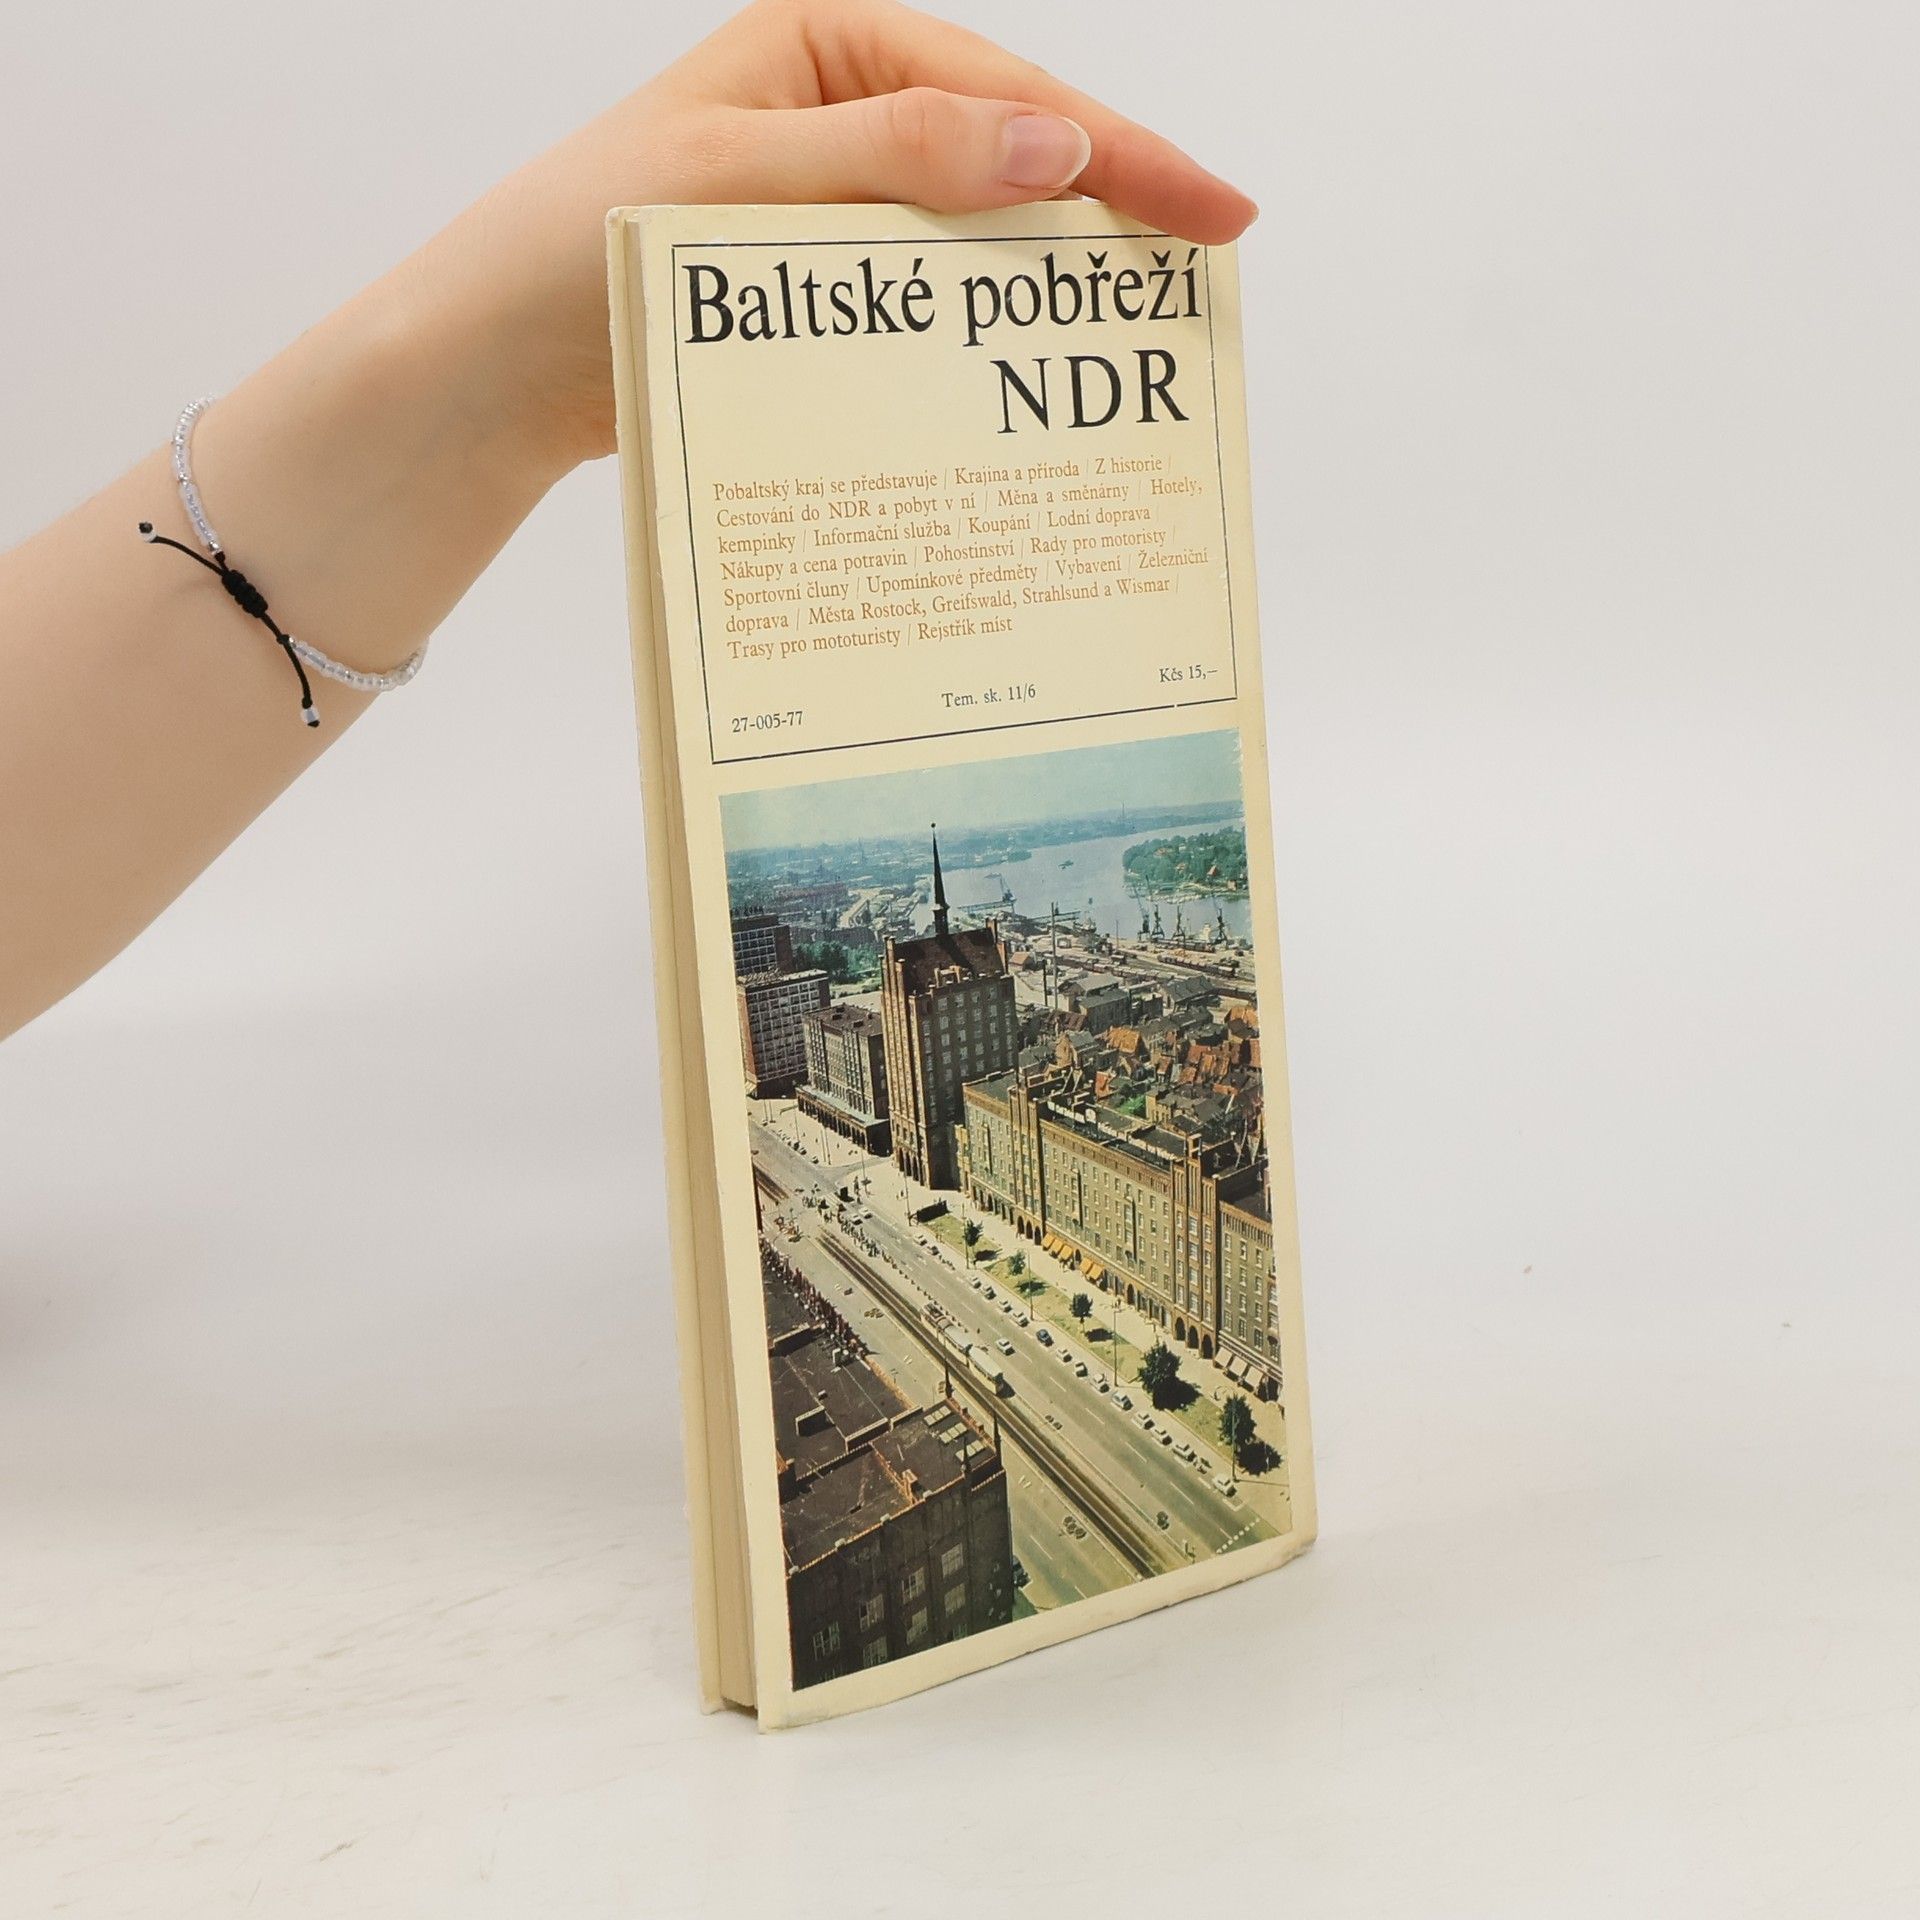 Baltské pobřeží
NDR
Pobaltský kraj se představuje / Krajina a příroda / Z historie /
Cestování do NDR a pobyt v ní / Měna a směnárny / Hotely,
kempinky / Informační služba / Koupání / Lodní doprava /
Nákupy a cena potravin / Pohostinství / Rady pro motoristy /
Sportovní čluny / Upomínkové předměty / Vybavení / Železniční
doprava / Města Rostock, Greifswald, Strahlsund a Wismar /
Trasy pro mototuristy / Rejstřík míst
27-005-77 Tem. sk. 11/6 Kčs 15,–